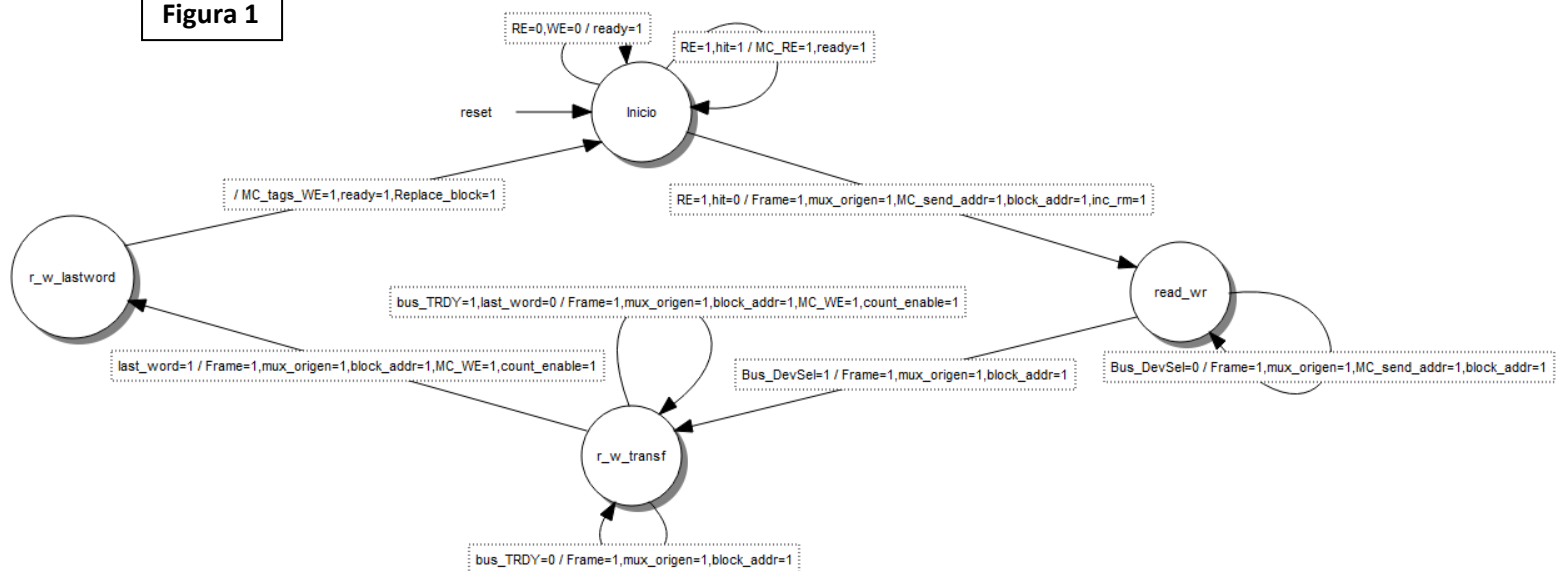 Figura 1
RE=0,WE=0 / ready=1
RE=1,hit=1 / MC_RE=1,ready=1
reset
Inicio
/ MC_tags_WE=1,ready=1,Replace_block=1
RE=1,hit=0 / Frame=1,mux_origen=1,MC_send_addr=1,block_addr=1,inc_rm=1
r_w_lastword
read_wr
bus_TRDY=1,last_word=0 / Frame=1,mux_origen=1,block_addr=1,MC_WE=1,count_enable=1
last_word=1 / Frame=1,mux_origen=1,block_addr=1,MC_WE=1,count_enable=1
Bus_DevSel=1 / Frame=1,mux_origen=1,block_addr=1
Bus_DevSel=0 / Frame=1,mux_origen=1,MC_send_addr=1,block_addr=1
r_w_transf
bus_TRDY=0 / Frame=1,mux_origen=1,block_addr=1